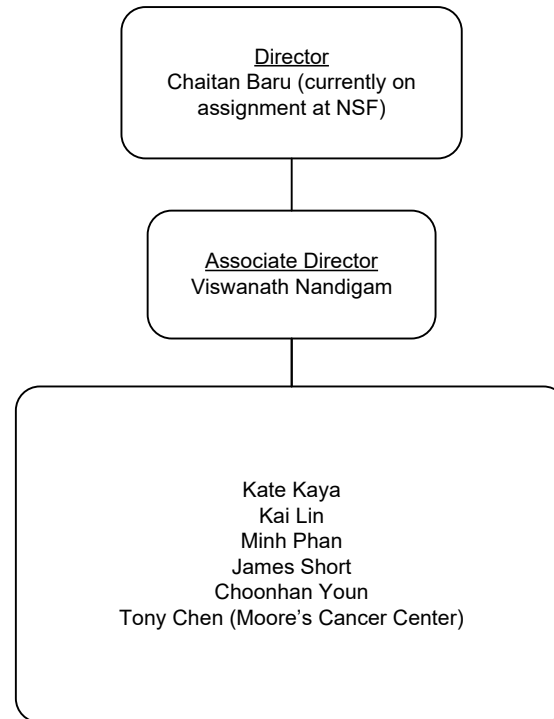 Director
Chaitan Baru (currently on
assignment at NSF)
Associate Director
Viswanath Nandigam
Kate Kaya
Kai Lin
Minh Phan
James Short
Choonhan Youn
Tony Chen (Moore’s Cancer Center)